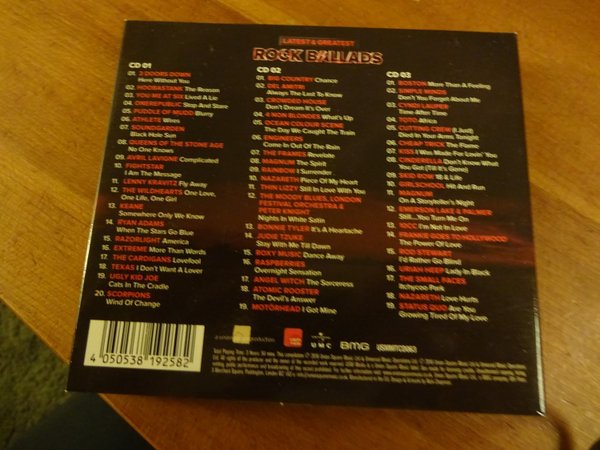 LATEST & GREATEST
ROCK BALLADS
CD 01
01. 3 DOORS DOWN
Here Without You
02. HOOBASTANK The Reason
03. YOU ME AT SIX Lived A Lie
04. ONEREPUBLIC Stop And Stare
05. PUDDLE OF MUDD Blurry
06. ATHLETE Wires
07. SOUNDGARDEN
Black Hole Sun
08. QUEENS OF THE STONE AGE
No One Knows
09. AVRIL LAVIGNE Complicated
10. FIGHTSTAR
I Am The Message
11. LENNY KRAVITZ Fly Away
12. THE WILDHEARTS One Love,
One Life, One Girl
13. KEANE
Somewhere Only We Know
14. RYAN ADAMS
When The Stars Go Blue
15. RAZORLIGHT America
16. EXTREME More Than Words
17. THE CARDIGANS Lovefool
18. TEXAS I Don't Want A Lover
19. UGLY KID JOE
Cats In The Cradle
20. SCORPIONS
Wind Of Change
CD 02
01. BIG COUNTRY Chance
02. DEL AMITRI
Always The Last To Know
03. CROWDED HOUSE
Don't Dream It's Over
04. 4 NON BLONDES What's Up
05. OCEAN COLOUR SCENE
The Day We Caught The Train
06. ENGINEERS
Come In Out Of The Rain
07. THE FRAMES Revelate
08. MAGNUM The Spirit
09. RAINBOW I Surrender
10. NAZARETH Piece Of My Heart
11. THIN LIZZY Still In Love With You
12. THE MOODY BLUES, LONDON
FESTIVAL ORCHESTRA &
PETER KNIGHT
Nights In White Satin
13. BONNIE TYLER It's A Heartache
14. JUDIE TZUKE
Stay With Me Till Dawn
15. ROXY MUSIC Dance Away
16. RASPBERRIES
Overnight Sensation
17. ANGEL WITCH The Sorceress
18. ATOMIC ROOSTER
The Devil's Answer
19. MOTÖRHEAD I Got Mine
CD 03
01. BOSTON More Than A Feeling
02. SIMPLE MINDS
Don't You Forget About Me
03. CYNDI LAUPER
Time After Time
04. TOTO Africa
05. CUTTING CREW (I Just)
Died In Your Arms Tonight
06. CHEAP TRICK The Flame
07. KISS I Was Made For Lovin' You
08. CINDERELLA Don't Know What
You Got (Till It's Gone)
09. SKID ROW 18 & Life
10. GIRLSCHOOL Hit And Run
11. MAGNUM
On A Storyteller's Night
12. EMERSON LAKE & PALMER
Still...You Turn Me On
13. 10CC I'm Not In Love
14. FRANKIE GOES TO HOLLYWOOD
The Power Of Love
15. ROD STEWART
I'd Rather Go Blind
16. URIAH HEEP Lady In Black
17. THE SMALL FACES
Itchycoo Park
18. NAZARETH Love Hurts
19. STATUS QUO Are You
Growing Tired Of My Love
4 050538 192582
production
umc
BMG
USMMTCD063